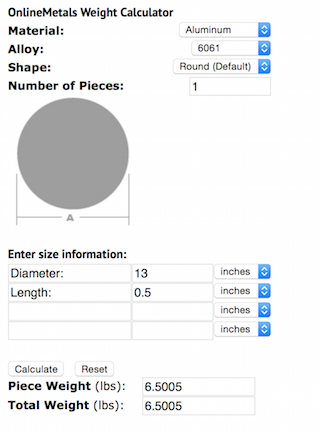 OnlineMetals Weight Calculator
Material: Aluminum
Alloy: 6061
Shape: Round (Default)
Number of Pieces: 1
A
Enter size information:
Diameter: 13 inches
Length: 0.5 inches
inches
inches
Calculate Reset
Piece Weight (lbs): 6.5005
Total Weight (lbs): 6.5005